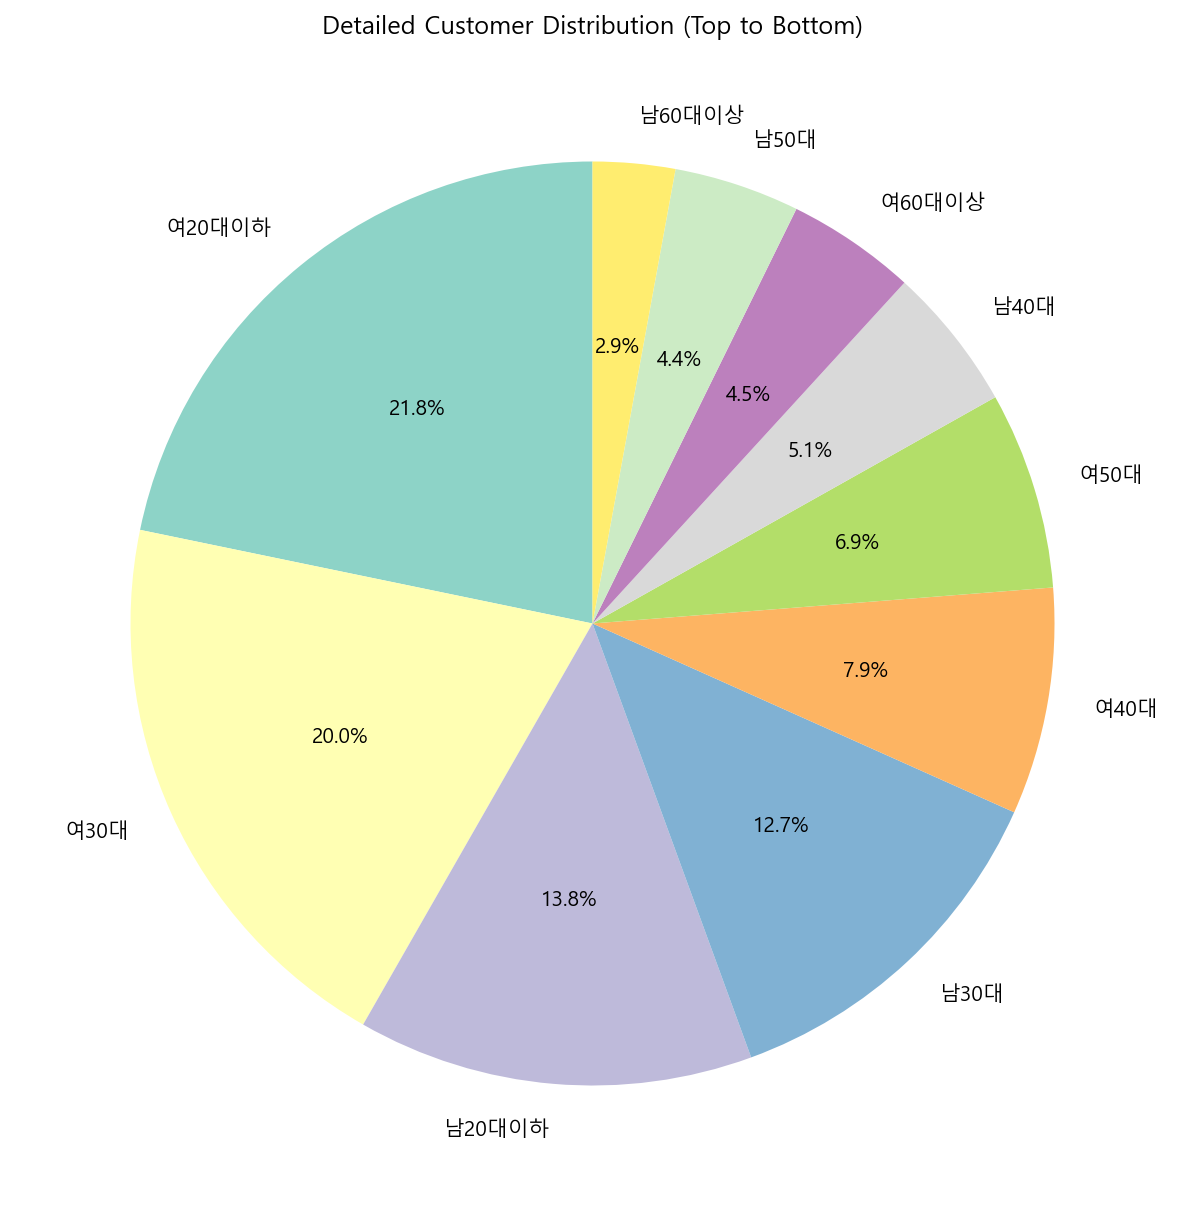 Detailed Customer Distribution (Top to Bottom)
남60대이상
남50대
여60대이상
여20대이하
남40대
2.9%
4.4%
4.5%
21.8%
5.1%
여50대
6.9%
7.9%
여40대
20.0%
12.7%
여30대
13.8%
남30대
남20대이하